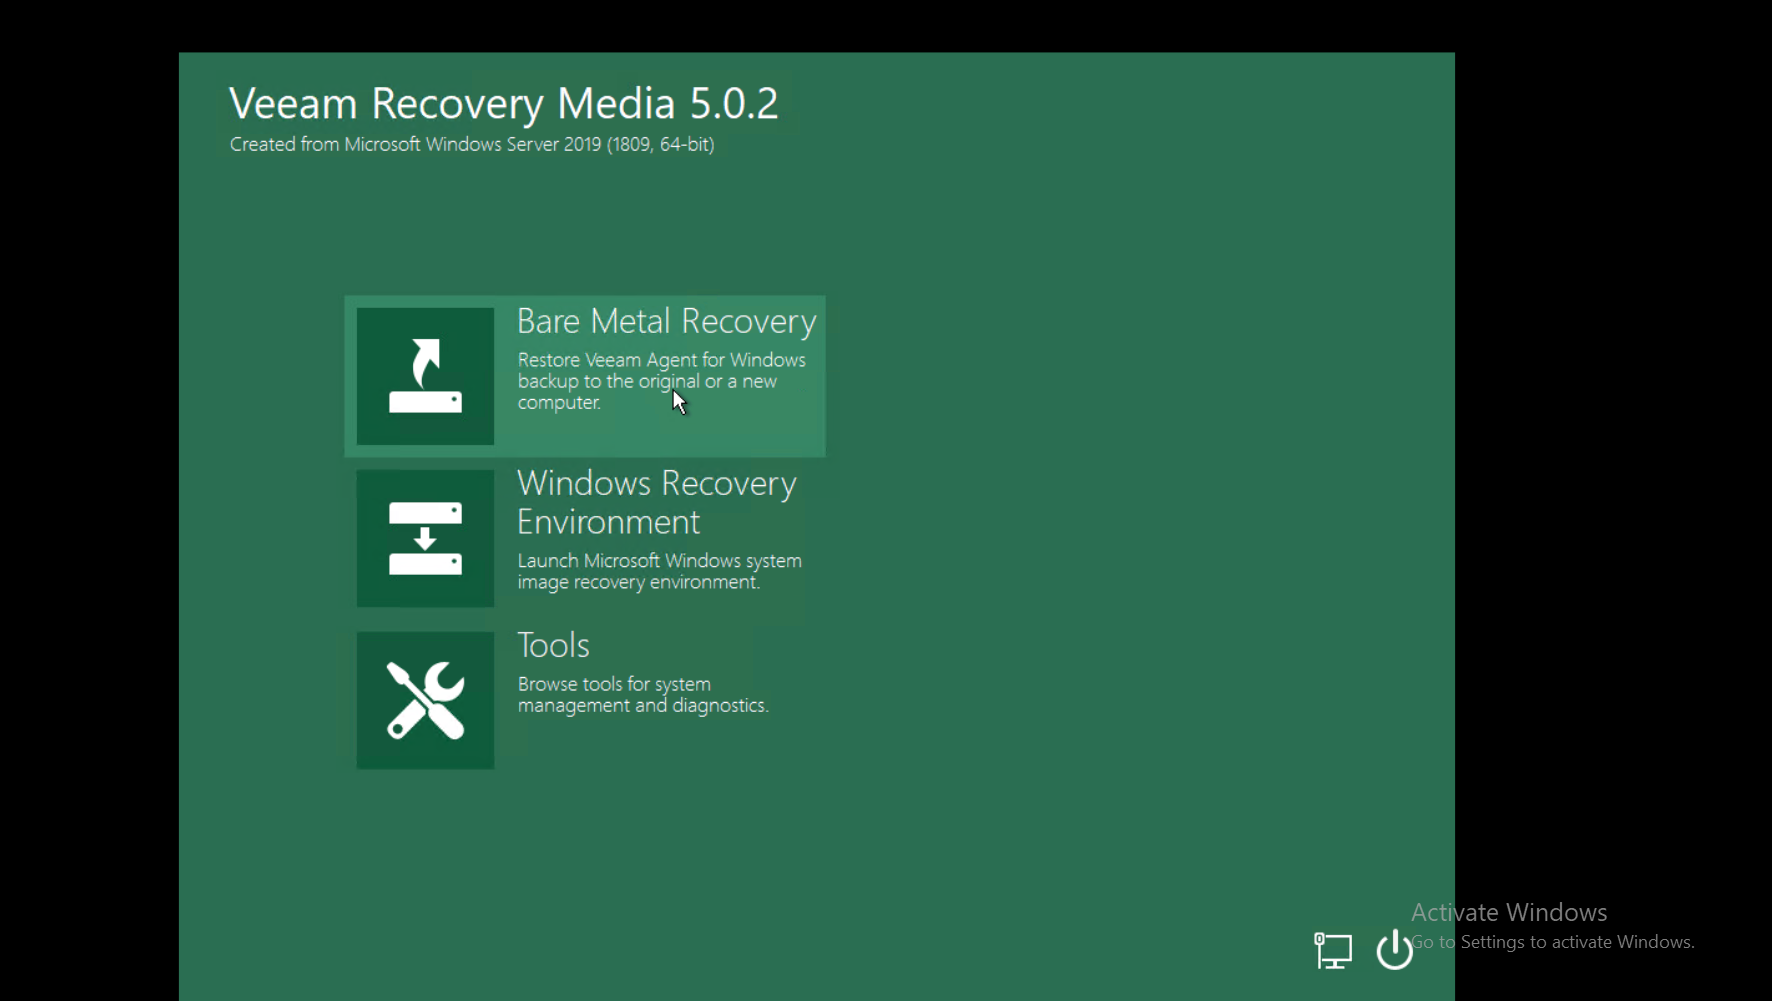 Veeam Recovery Media 5.0.2
Created from Microsoft Windows Server 2019 (1809, 64-bit)
Bare Metal Recovery
Restore Veeam Agent for Windows
backup to the original or a new
computer.
Windows Recovery
Environment
Launch Microsoft Windows system
image recovery environment.
Tools
Browse tools for system
management and diagnostics.
Activate Windows
Go to Settings to activate Windows.